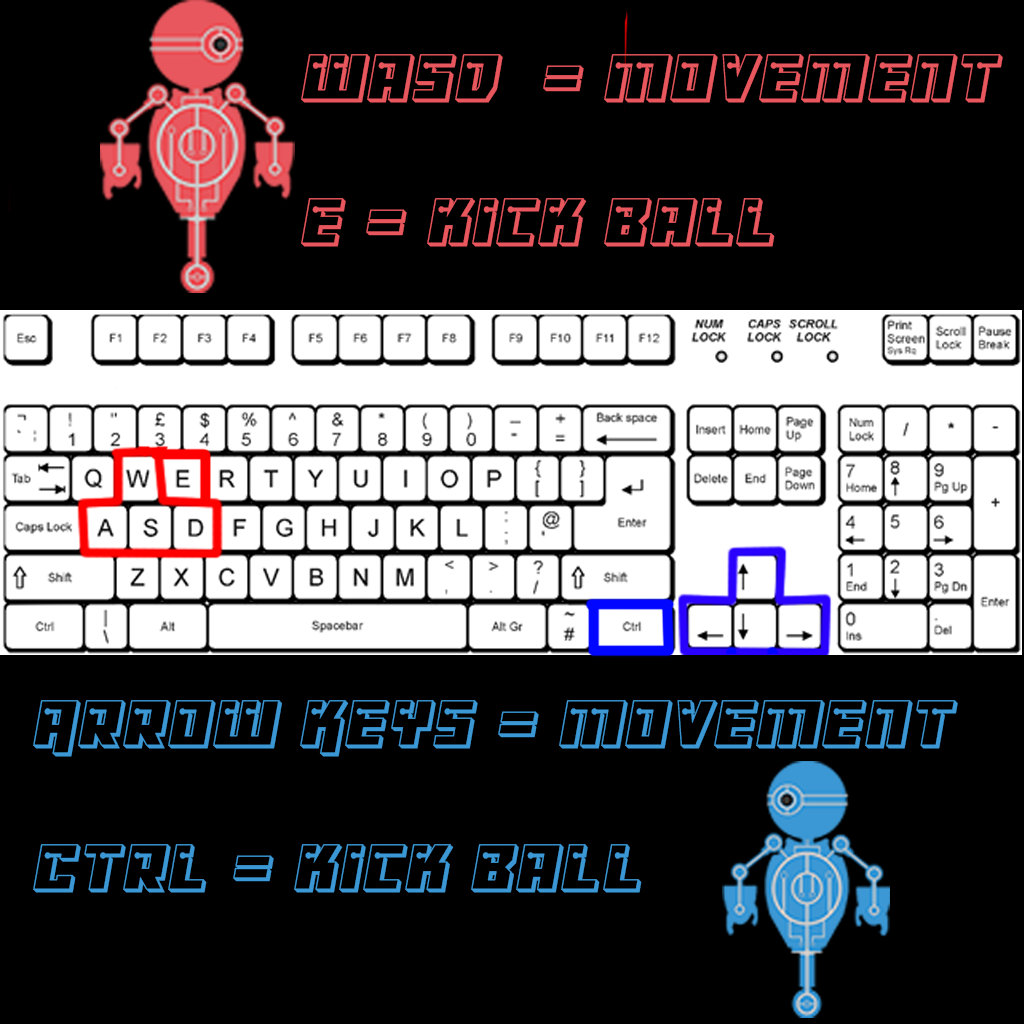 WASD = MOVEMENT
E = KICK BALL
Esc F1 F2 F3 F4 F5 F6 F7 F8 F9 F10 F11 F12 NUM LOCK CAPS LOCK SCROLL LOCK Print Screen Sys Rq Scroll Lock Pause Break
¬ ` ¦ ! 1 " 2 £ 3 $ 4 % 5 ^ 6 & 7 * 8 ( 9 ) 0 _ - + = Back space Insert Home Page Up Num Lock / * -
Tab Q W E R T Y U I O P { [ } ] Enter Delete End Page Down 7 Home 8 ↑ 9 Pg Up +
Caps Lock A S D F G H J K L : ; @ ' 4 ← 5 6 →
Shift Z X C V B N M < , > . ? / Shift ↑ 1 End 2 ↓ 3 Pg Dn Enter
Ctrl | \ Alt Spacebar Alt Gr ~ # Ctrl ← ↓ → 0 Ins . Del
ARROW KEYS = MOVEMENT
CTRL = KICK BALL